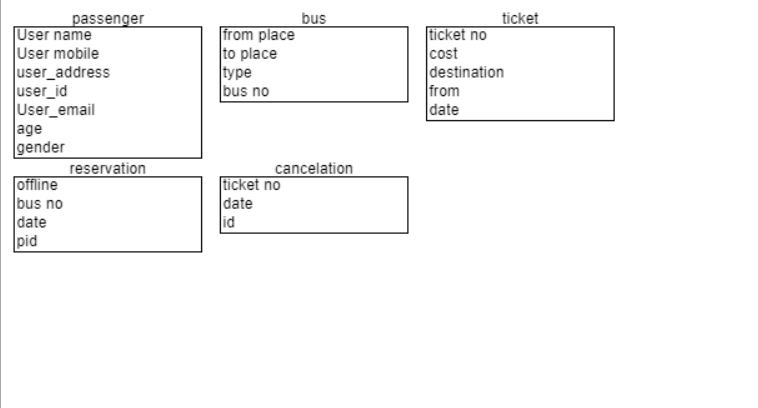 passenger
User name
User mobile
user_address
user_id
User_email
age
gender
bus
from place
to place
type
bus no
ticket
ticket no
cost
destination
from
date
reservation
offline
bus no
date
pid
cancelation
ticket no
date
id